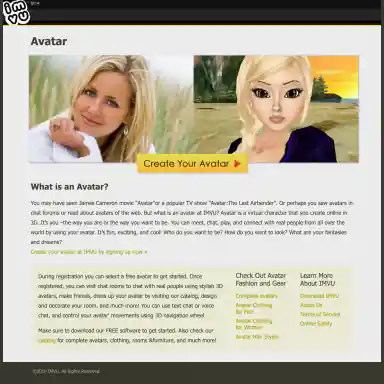 imvu
Avatar
Create Your Avatar
What is an Avatar?
You may have seen James Cameron movie "Avatar"or a popular TV show "Avatar:The Last Airbender". Or perhaps you saw avatars in
chat forums or read about avatars of the web. But what is an avatar at IMVU? Avatar is a virtual character that you create online in
3D. It's you –the way you are or the way you want to be. You can meet, chat, play, and connect with real people from all over the
world by using your avatar. It's fun, exciting, and cool! Who do you want to be? How do you want to look? What are your fantasies
and dreams?
Create your avatar at IMVU by signing up now »
During registration you can select a free avatar to get started. Once
registered, you can visit chat rooms to chat with real people using stylish 3D
avatars, make friends, dress up your avatar by visiting our catalog, design
and decorate your room, and much more! You can use text chat or voice
chat, and control your avatar' movements using 3D navigation wheel
Make sure to download our FREE software to get started. Also check our
catalog for complete avatars, clothing, rooms &furniture, and much more!
Check Out Avatar
Fashion and Gear
Complete avatars
Avatar Clothing
for Men
Avatar Clothing
for Women
Avatar Hair Styles
Learn More
About IMVU
Download IMVU
About Us
Terms of Service
Online Safety
©2010 IMVU. All Rights Reserved.